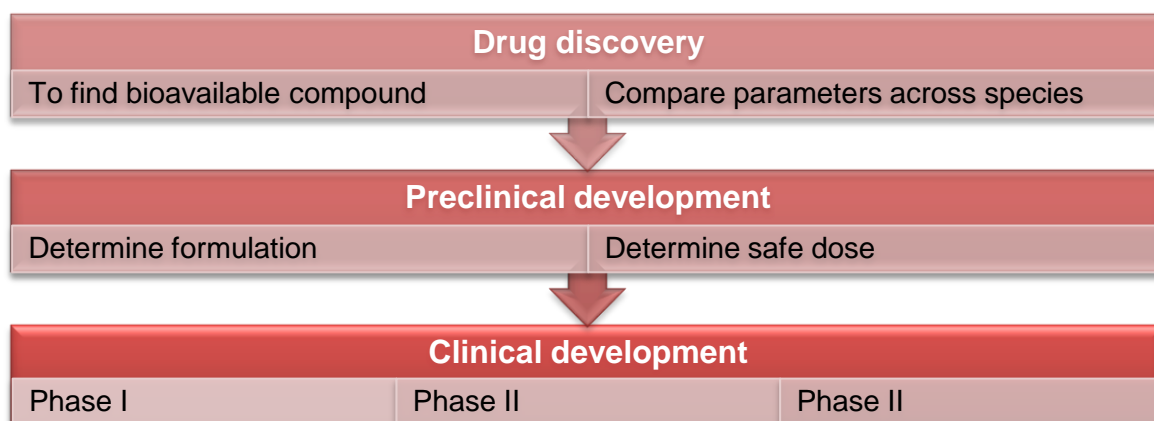 Drug discovery
To find bioavailable compound
Compare parameters across species
Preclinical development
Determine formulation
Determine safe dose
Clinical development
Phase I
Phase II
Phase II